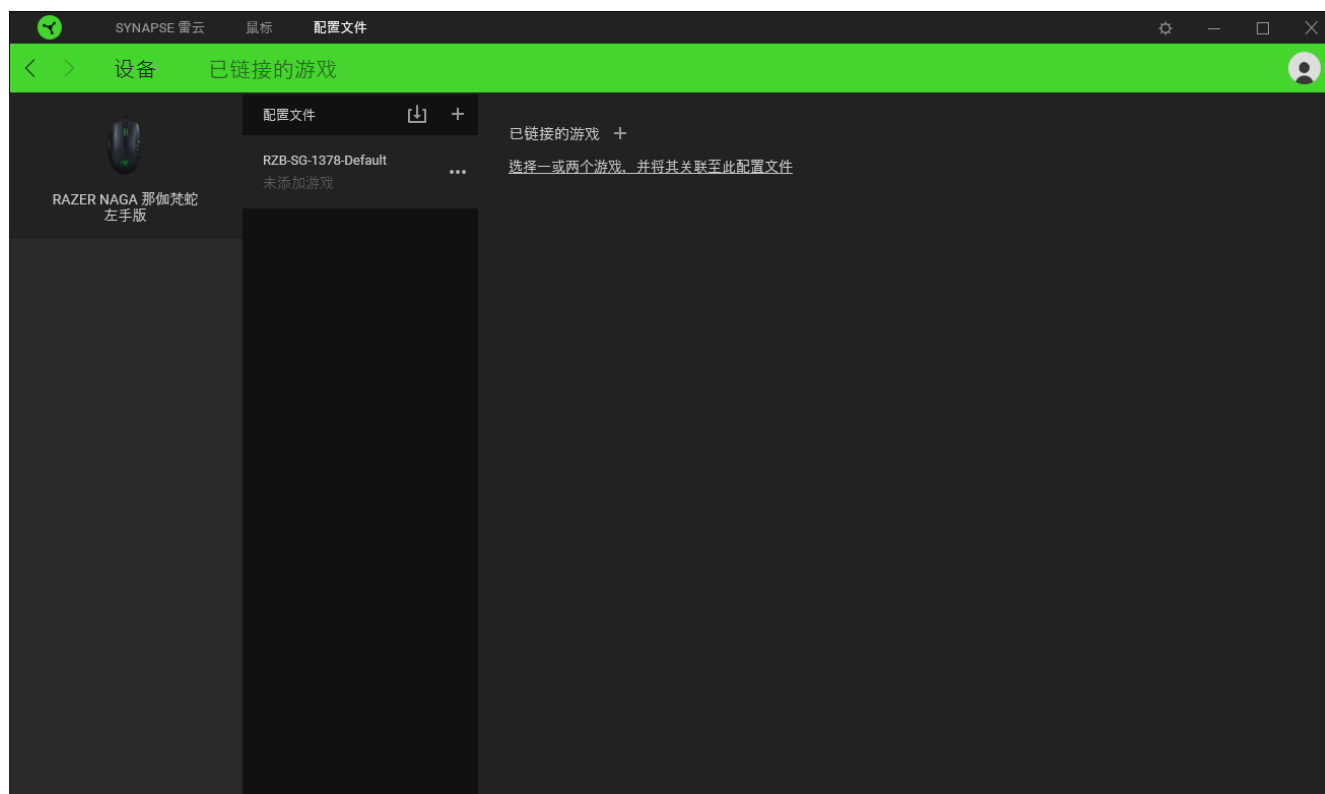 SYNAPSE 雷云 鼠标 配置文件
设备 已链接的游戏
RAZER NAGA 那伽梵蛇
左手版
配置文件
RZB-SG-1378-Default
未添加游戏
已链接的游戏 +
选择一或两个游戏，并将其关联至此配置文件